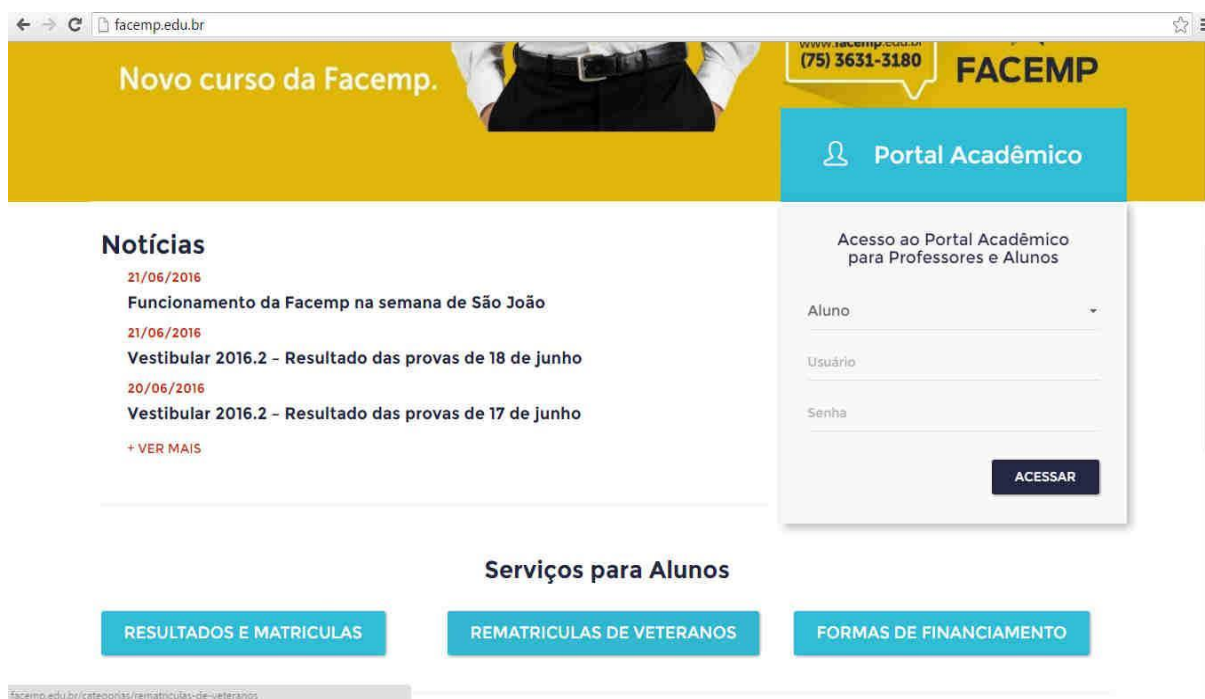 facemp.edu.br
Novo curso da Facemp.
www.facemp.edu.br
(75) 3631-3180
FACEMP
Portal Acadêmico
Notícias
21/06/2016
Funcionamento da Facemp na semana de São João
21/06/2016
Vestibular 2016.2 – Resultado das provas de 18 de junho
20/06/2016
Vestibular 2016.2 – Resultado das provas de 17 de junho
+ VER MAIS
Acesso ao Portal Acadêmico
para Professores e Alunos
Aluno
Usuário
Senha
ACESSAR
Serviços para Alunos
RESULTADOS E MATRICULAS
REMATRICULAS DE VETERANOS
FORMAS DE FINANCIAMENTO
facemp.edu.br/categorias/rematriculas-de-veteranos